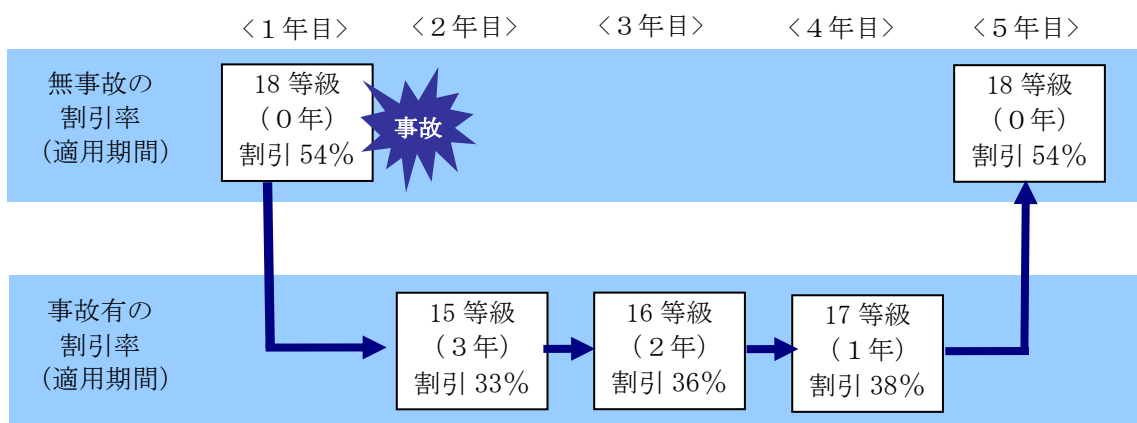 <1年目>
<2年目>
<3年目>
<4年目>
<5年目>
無事故の
割引率
(適用期間)
18 等級
(0年)
割引 54%
事故
18 等級
(0年)
割引 54%
事故有の
割引率
(適用期間)
15 等級
(3年)
割引 33%
16 等級
(2年)
割引 36%
17 等級
(1年)
割引 38%